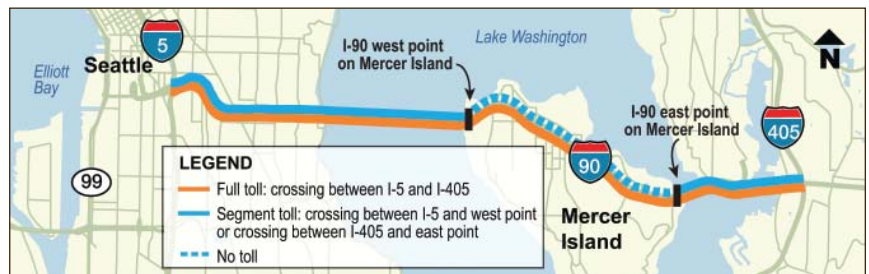 5
Seattle
Elliott
Bay
I-90 west point
on Mercer Island
Lake Washington
N
I-90 east point
on Mercer Island
405
90
99
Mercer
Island
LEGEND
Full toll: crossing between I-5 and I-405
Segment toll: crossing between I-5 and west point
or crossing between I-405 and east point
No toll